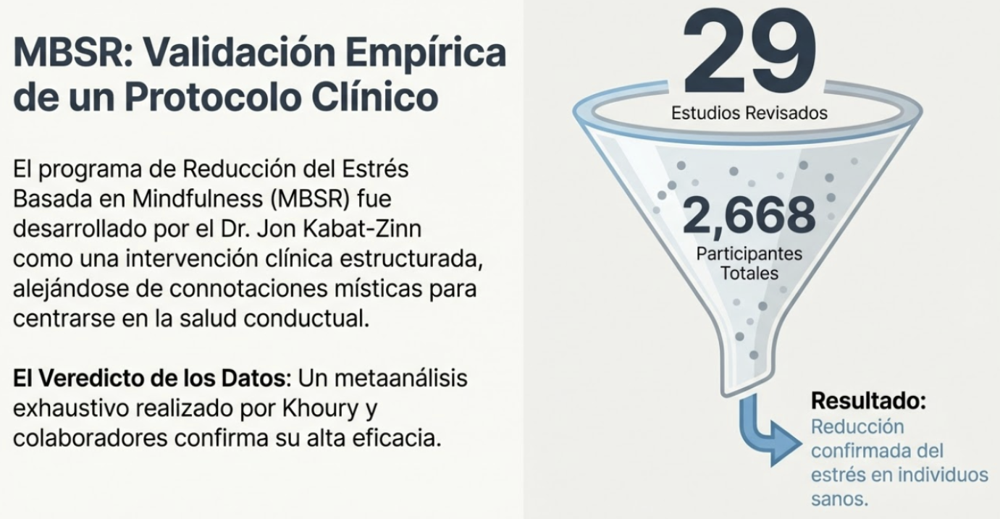 MBSR: Validación Empírica
de un Protocolo Clínico
El programa de Reducción del Estrés
Basada en Mindfulness (MBSR) fue
desarrollado por el Dr. Jon Kabat-Zinn
como una intervención clínica estructurada,
alejándose de connotaciones místicas para
centrarse en la salud conductual.
El Veredicto de los Datos: Un metaanálisis
exhaustivo realizado por Khoury y
colaboradores confirma su alta eficacia.
29
Estudios Revisados
2,668
Participantes
Totales
Resultado:
Reducción
confirmada del
estrés en individuos
sanos.